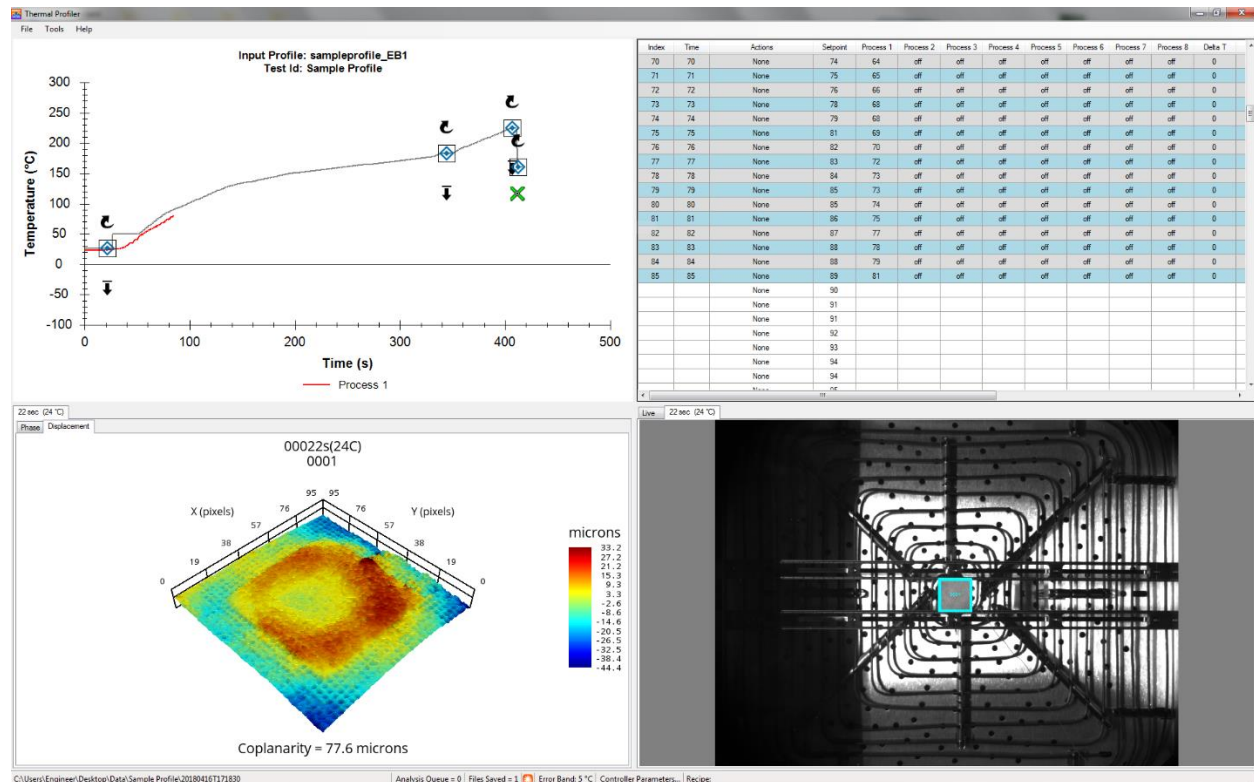 Thermal Profiler
File Tools Help
Input Profile: sampleprofile_EB1
Test Id: Sample Profile
Temperature (°C)
300
250
200
150
100
50
0
-50
-100
0 100 200 300 400 500
Time (s)
Process 1
Index Time Actions Setpoint Process 1 Process 2 Process 3 Process 4 Process 5 Process 6 Process 7 Process 8 Delta T
70 70 None 74 64 off off off off off off off 0
71 71 None 75 65 off off off off off off off 0
72 72 None 76 66 off off off off off off off 0
73 73 None 78 68 off off off off off off off 0
74 74 None 79 68 off off off off off off off 0
75 75 None 81 69 off off off off off off off 0
76 76 None 82 70 off off off off off off off 0
77 77 None 83 72 off off off off off off off 0
78 78 None 84 73 off off off off off off off 0
79 79 None 85 73 off off off off off off off 0
80 80 None 85 74 off off off off off off off 0
81 81 None 86 75 off off off off off off off 0
82 82 None 87 77 off off off off off off off 0
83 83 None 88 78 off off off off off off off 0
84 84 None 88 79 off off off off off off off 0
85 85 None 89 81 off off off off off off off 0
None 90
None 91
None 91
None 92
None 93
None 94
None 94
22 sec (24 °C)
Phase Displacement
00022s(24C)
0001
X (pixels)
Y (pixels)
95 95
76 76
57 57
38 38
19 19
0 0
microns
33.2
27.2
21.2
15.3
9.3
3.3
-2.6
-8.6
-14.6
-20.5
-26.5
-32.5
-38.4
-44.4
Coplanarity = 77.6 microns
Live 22 sec (24 °C)
C:\Users\Engineer\Desktop\Data\Sample Profile\20180416T171830
Analysis Queue = 0 Files Saved = 1 Error Band: 5 °C Controller Parameters... Recipe: